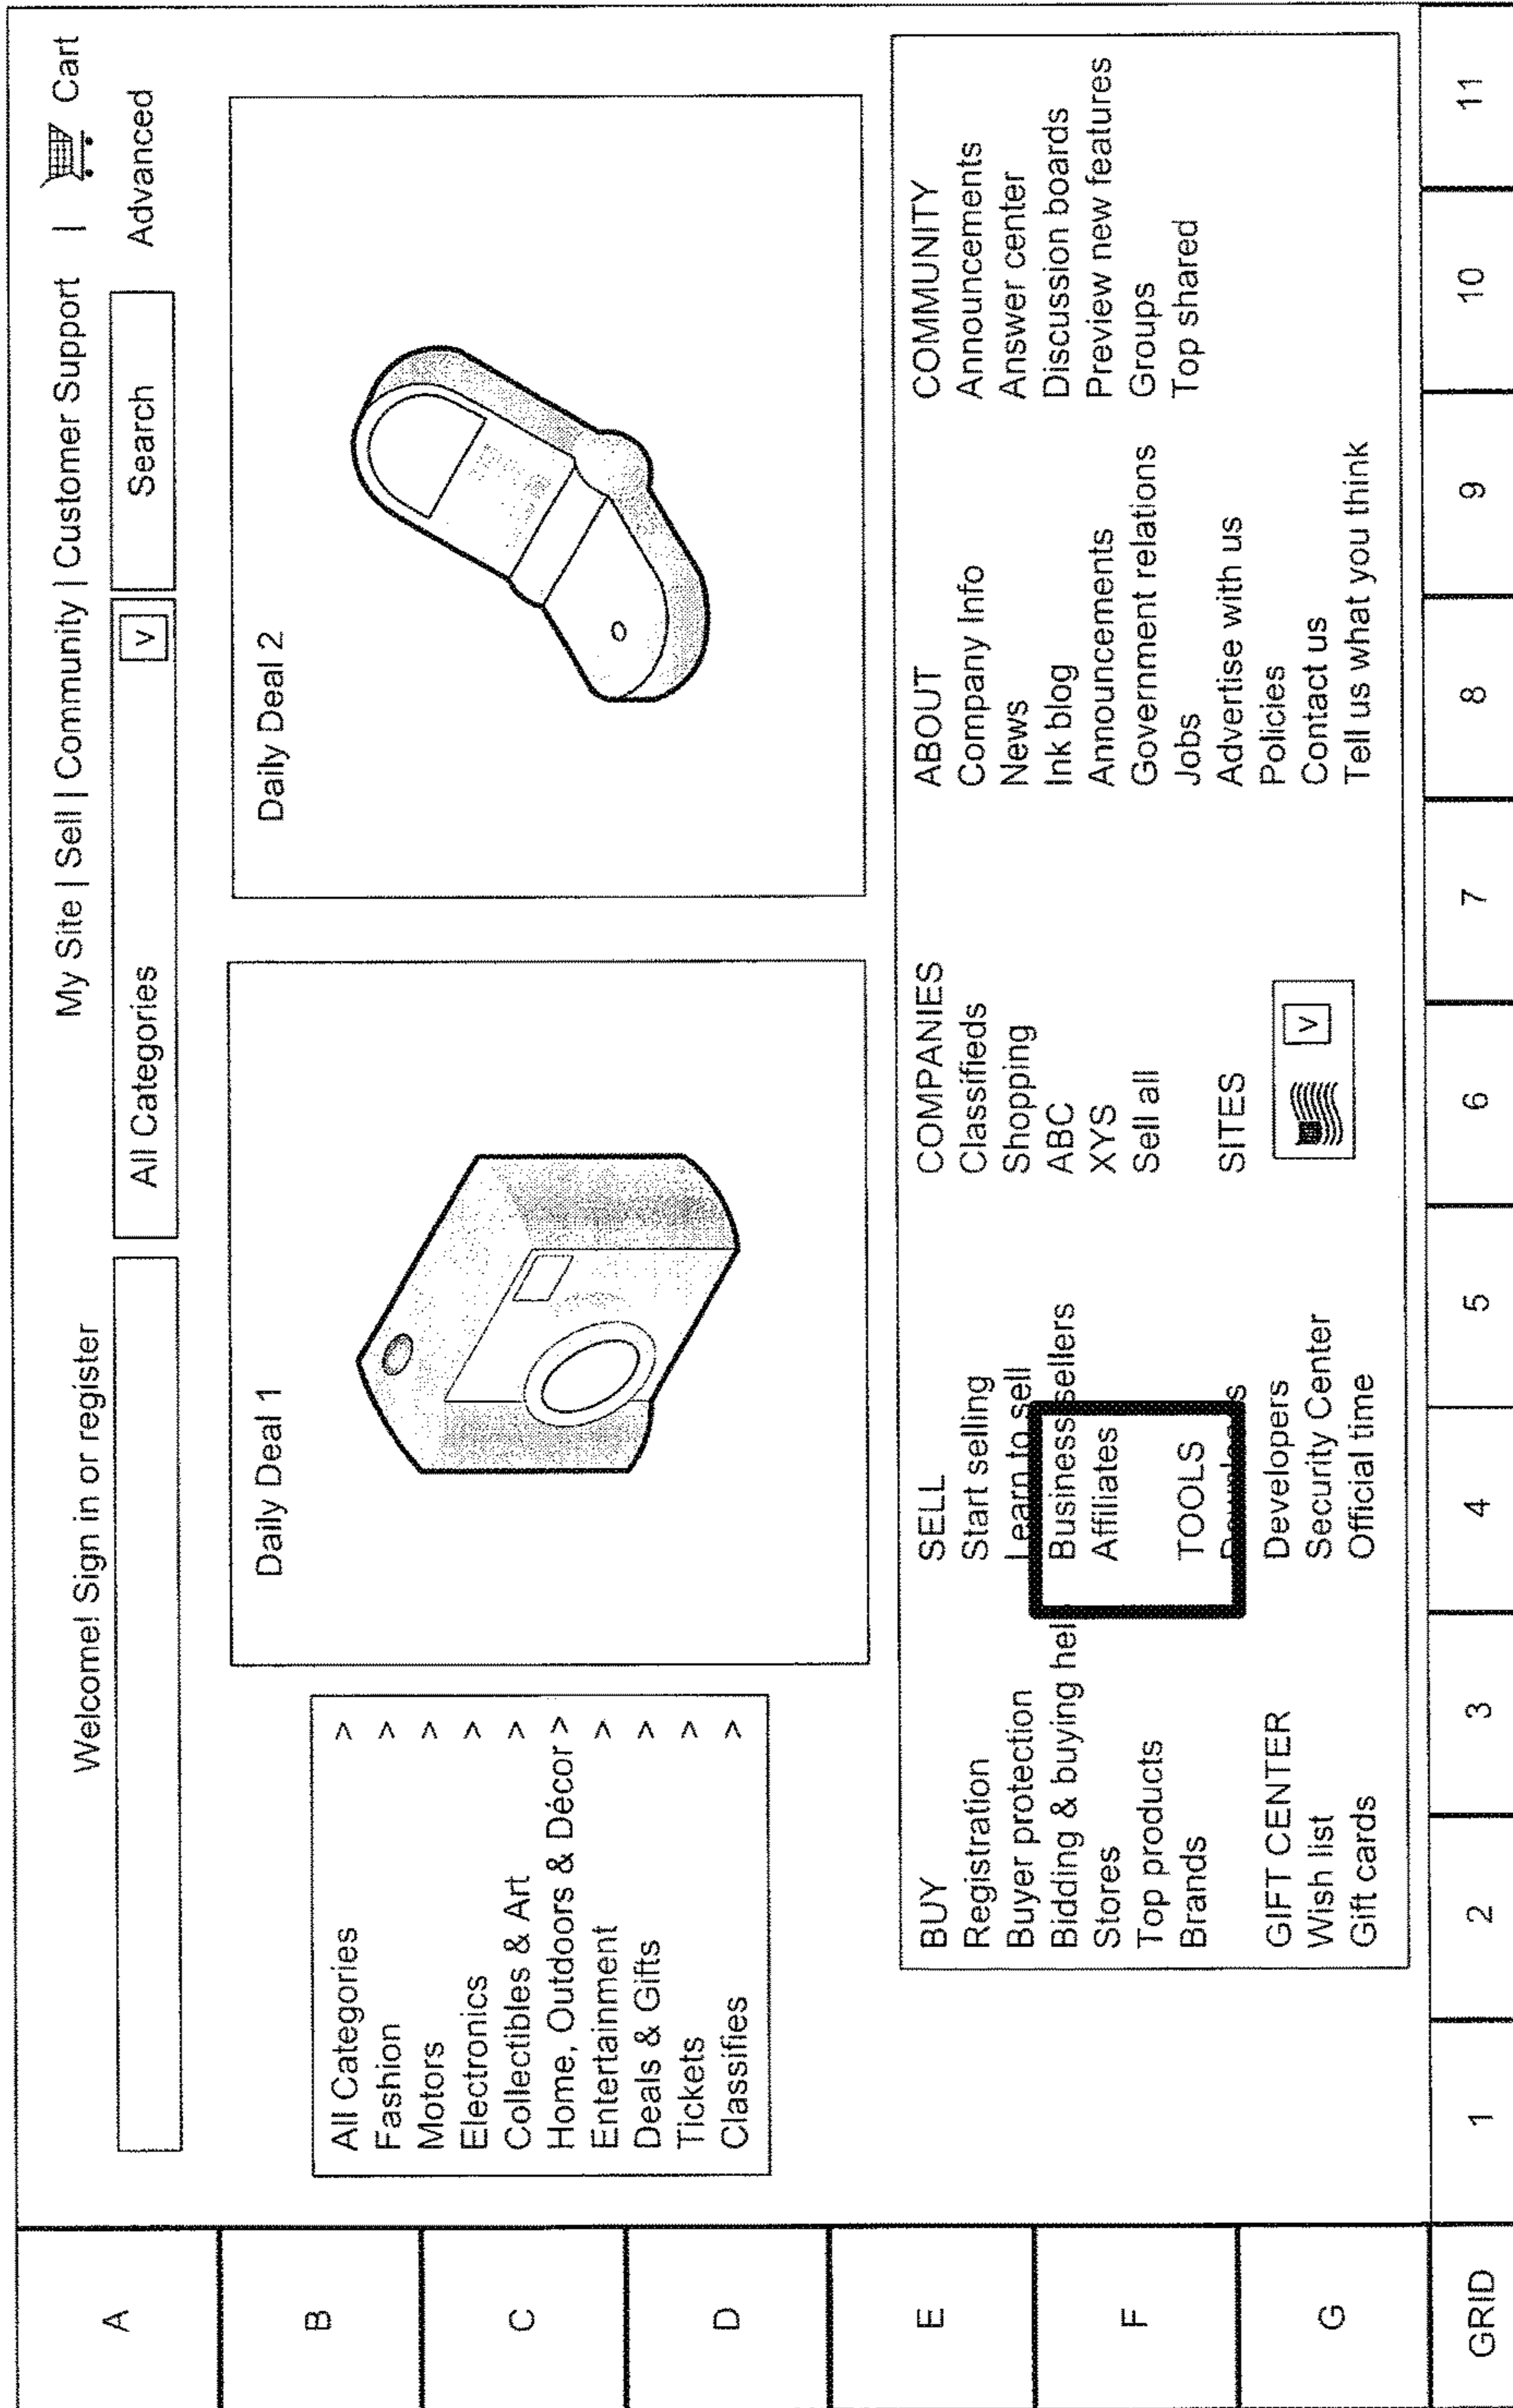 Welcome! Sign in or register
My Site | Sell | Community | Customer Support | Cart
All Categories v Search Advanced
All Categories >
Fashion >
Motors >
Electronics >
Collectibles & Art >
Home, Outdoors & Décor >
Entertainment >
Deals & Gifts >
Tickets >
Classifies >
Daily Deal 1
Daily Deal 2
BUY
Registration
Buyer protection
Bidding & buying hel
Stores
Top products
Brands
GIFT CENTER
Wish list
Gift cards
SELL
Start selling
Learn to sell
Business sellers
Affiliates
TOOLS
Developers
Security Center
Official time
COMPANIES
Classifieds
Shopping
ABC
XYS
Sell all
SITES
v
ABOUT
Company Info
News
Ink blog
Announcements
Government relations
Jobs
Advertise with us
Policies
Contact us
Tell us what you think
COMMUNITY
Announcements
Answer center
Discussion boards
Preview new features
Groups
Top shared
A
B
C
D
E
F
G
GRID 1 2 3 4 5 6 7 8 9 10 11